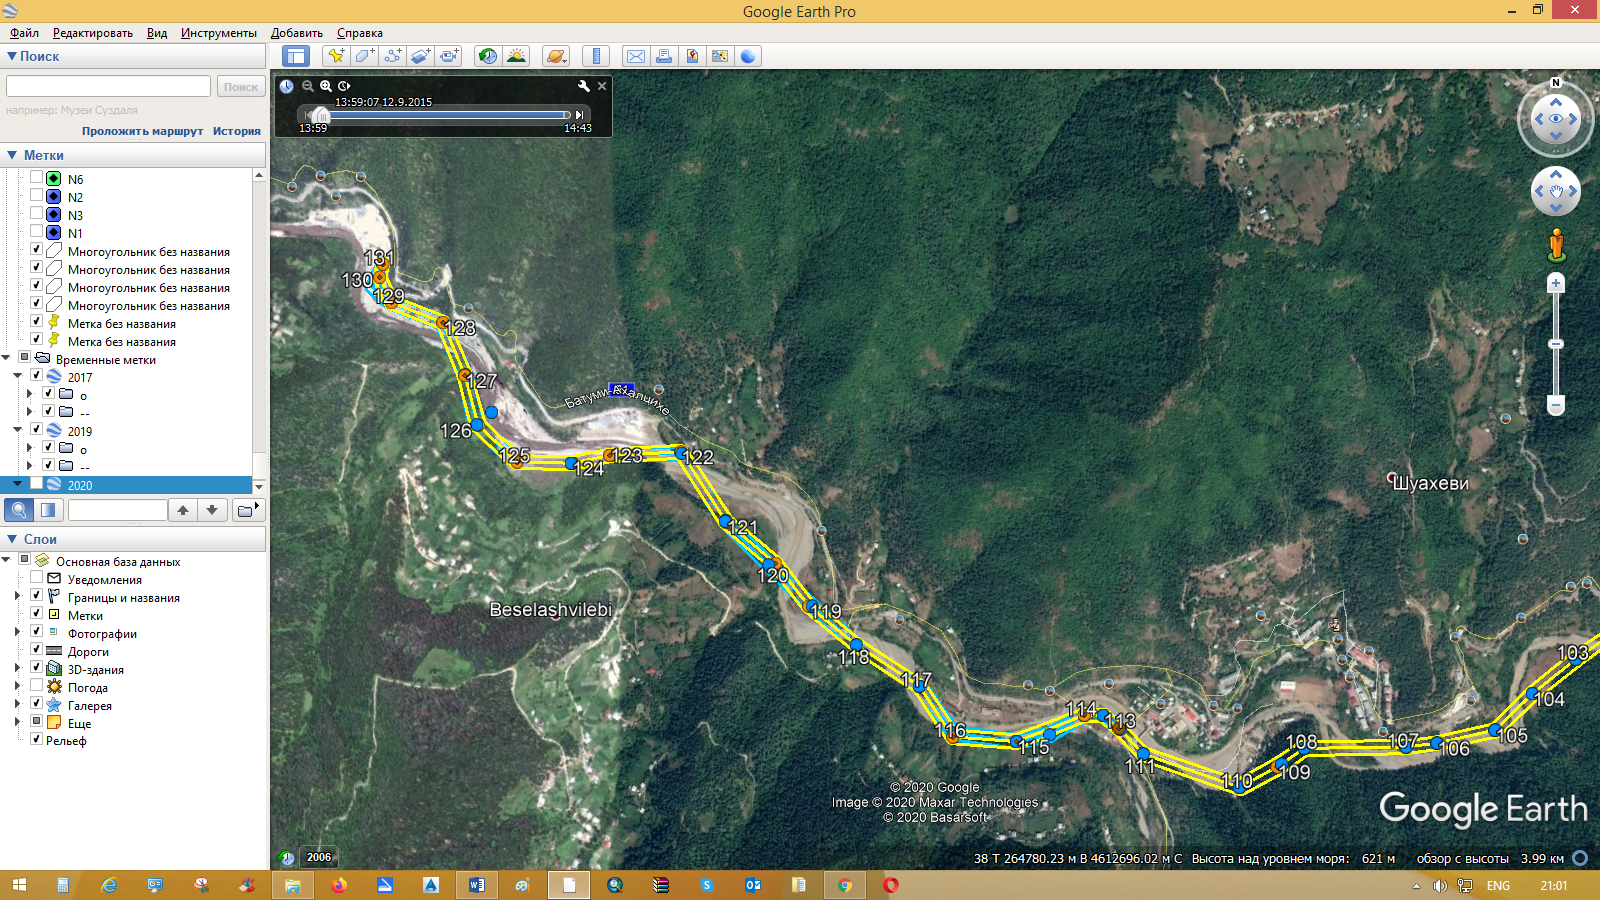 Google Earth Pro
Файл Редактировать Вид Инструменты Добавить Справка
Поиск
Поиск
например: Музеи Суздаля
Проложить маршрут История
Метки
N6
N2
N3
N1
Многоугольник без названия
Многоугольник без названия
Многоугольник без названия
Многоугольник без названия
Метка без названия
Метка без названия
Временные метки
2017
о
--
2019
о
--
2020
Слои
Основная база данных
Уведомления
Границы и названия
Метки
Фотографии
Дороги
3D-здания
Погода
Галерея
Еще
Рельеф
13:59:07 12.9.2015
13:59 14:43
N
131
130
129
128
127
126
125
124
123
122
121
120
119
118
117
116
115
114
113
111
110
109
108
107
106
105
104
103
Батуми-Ахалцихе
Шуахеви
Beselashvilebi
© 2020 Google
Image © 2020 Maxar Technologies
© 2020 Basarsoft
Google Earth
2006
38 T 264780.23 м В 4612696.02 м С Высота над уровнем моря: 621 м обзор с высоты 3.99 км
ENG 21:01